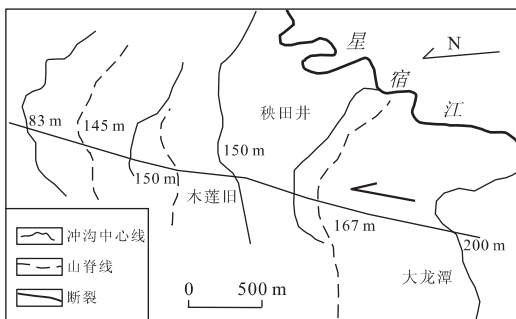 星
宿
江
N
秧田井
83 m
145 m
150 m
150 m
木莲旧
167 m
200 m
大龙潭
冲沟中心线
山脊线
断裂
0 500 m